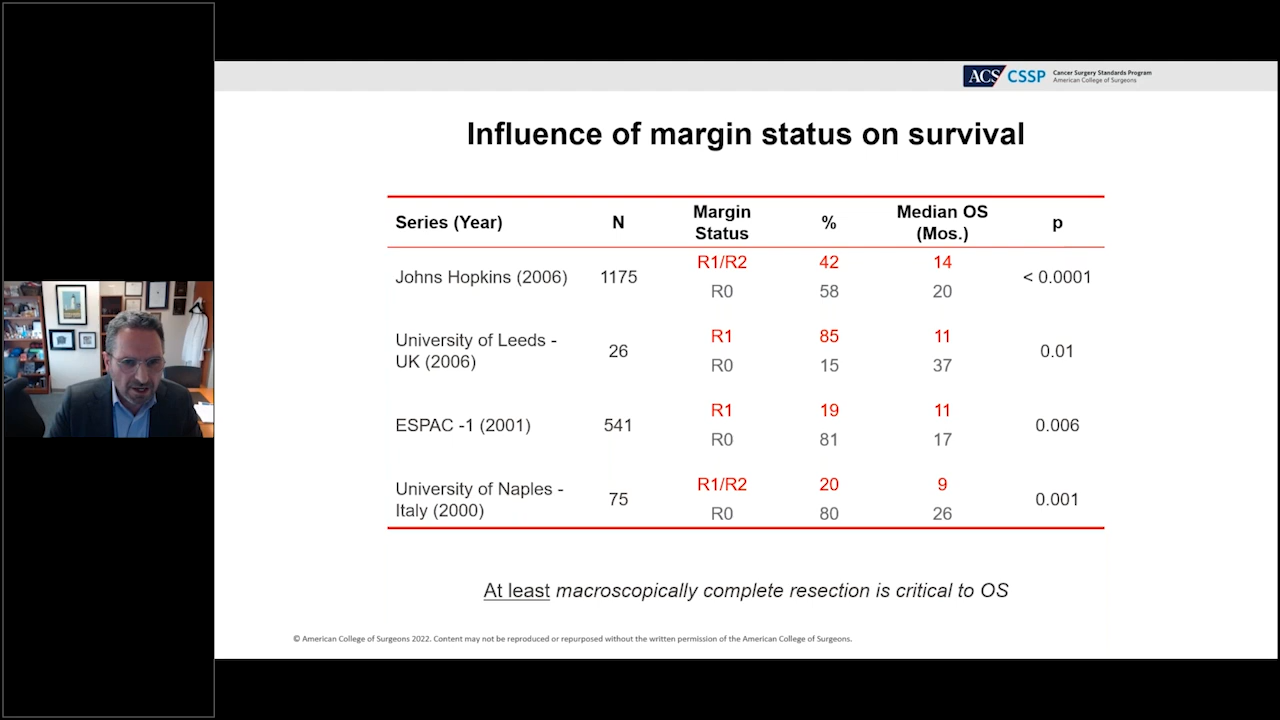 ACS CSSP Cancer Surgery Standards Program
American College of Surgeons
Influence of margin status on survival
Series (Year) N Margin Status % Median OS (Mos.) p
Johns Hopkins (2006) 1175 R1/R2 42 14 < 0.0001
R0 58 20
University of Leeds - UK (2006) 26 R1 85 11 0.01
R0 15 37
ESPAC -1 (2001) 541 R1 19 11 0.006
R0 81 17
University of Naples - Italy (2000) 75 R1/R2 20 9 0.001
R0 80 26
At least macroscopically complete resection is critical to OS
© American College of Surgeons 2022. Content may not be reproduced or repurposed without the written permission of the American College of Surgeons.